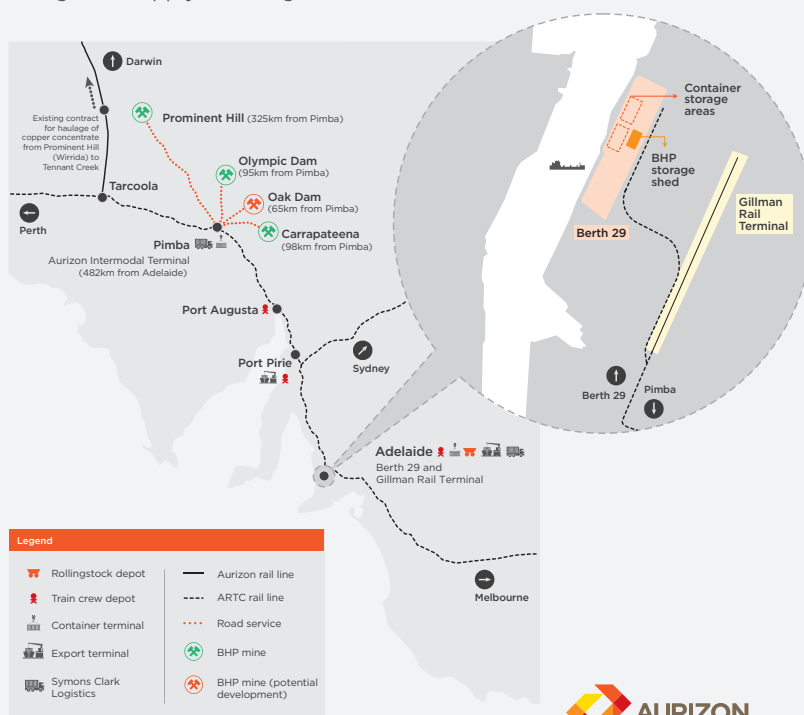 Darwin
Existing contract
for haulage of
copper concentrate
from Prominent Hill
(Wirrida) to
Tennant Creek
Prominent Hill (325km from Pimba)
Olympic Dam
(95km from Pimba)
Tarcoola
Oak Dam
(65km from Pimba)
Perth
Carrapateena
(98km from Pimba)
Pimba
Aurizon Intermodal Terminal
(482km from Adelaide)
Port Augusta
Port Pirie
Sydney
Adelaide
Berth 29 and
Gillman Rail Terminal
Melbourne
Container
storage
areas
BHP
storage
shed
Gillman
Rail
Terminal
Berth 29
Berth 29
Pimba
Legend
Rollingstock depot
Train crew depot
Container terminal
Export terminal
Symons Clark
Logistics
Aurizon rail line
ARTC rail line
Road service
BHP mine
BHP mine (potential
development)
AURIZON